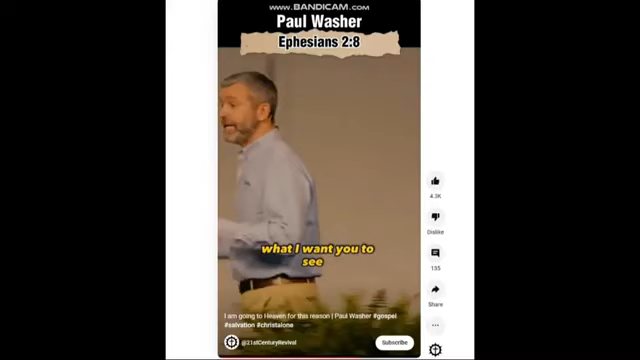 WWW.BANDICAM.COM
Paul Washer
Ephesians 2:8
what I want you to
see
I am going to Heaven for this reason | Paul Washer #gospel
#salvation #christalone
@21stCenturyRevival
Subscribe
4.3K
Dislike
135
Share